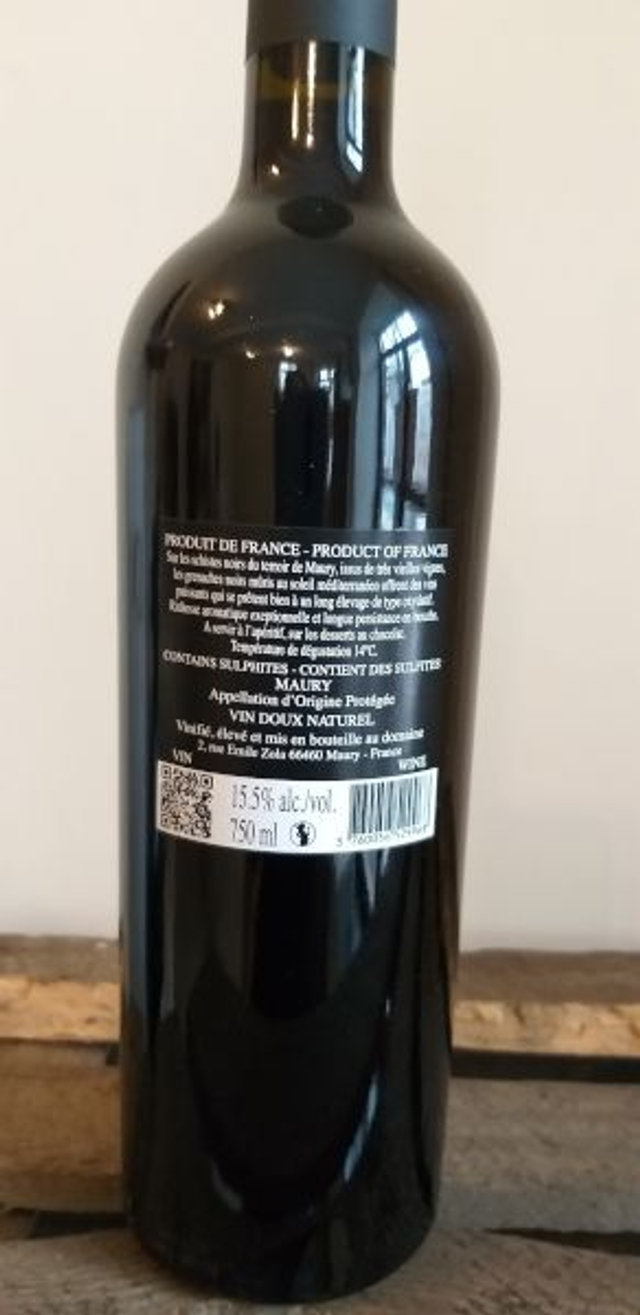 PRODUIT DE FRANCE - PRODUCT OF FRANCE
Sur les schistes noirs du terroir de Maury, issus de très vieilles vignes,
les grenaches noirs mûris au soleil méditerranéen offrent des vins
puissants qui se prêtent bien à un long élevage de type oxydatif.
Richesse aromatique exceptionnelle et longue persistance en bouche.
A servir à l'apéritif, sur les desserts au chocolat.
Température de dégustation 14°C.
CONTAINS SULPHITES - CONTIENT DES SULFITES
MAURY
Appellation d'Origine Protégée
VIN DOUX NATUREL
Vinifié, élevé et mis en bouteille au domaine
2, rue Emile Zola 66460 Maury - France
VIN WINE
15.5% alc./vol.
750 ml